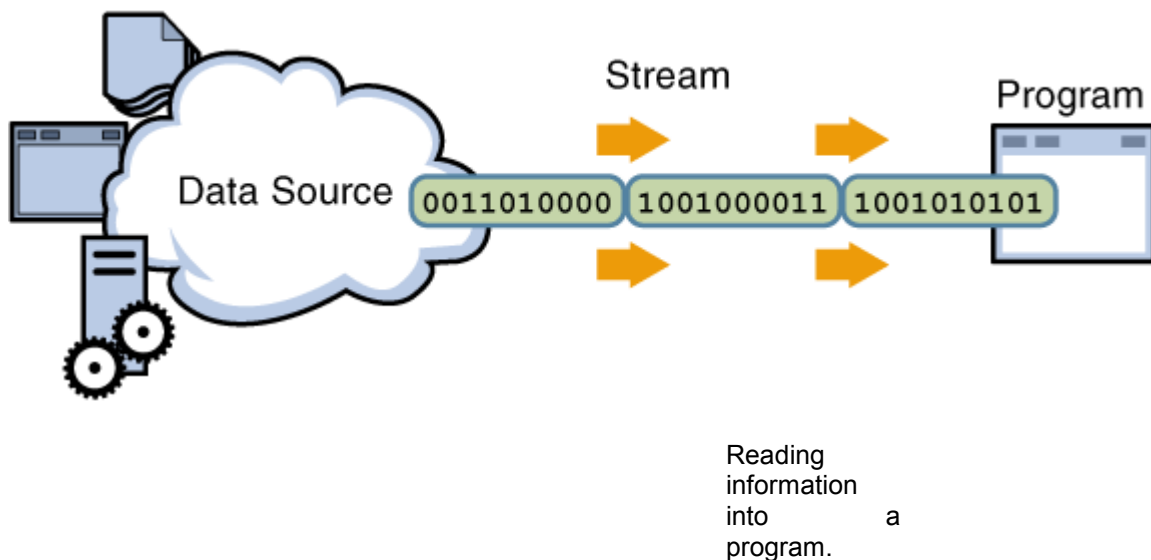 Stream
Program
Data Source
0011010000 1001000011 1001010101
Reading
information
into a
program.